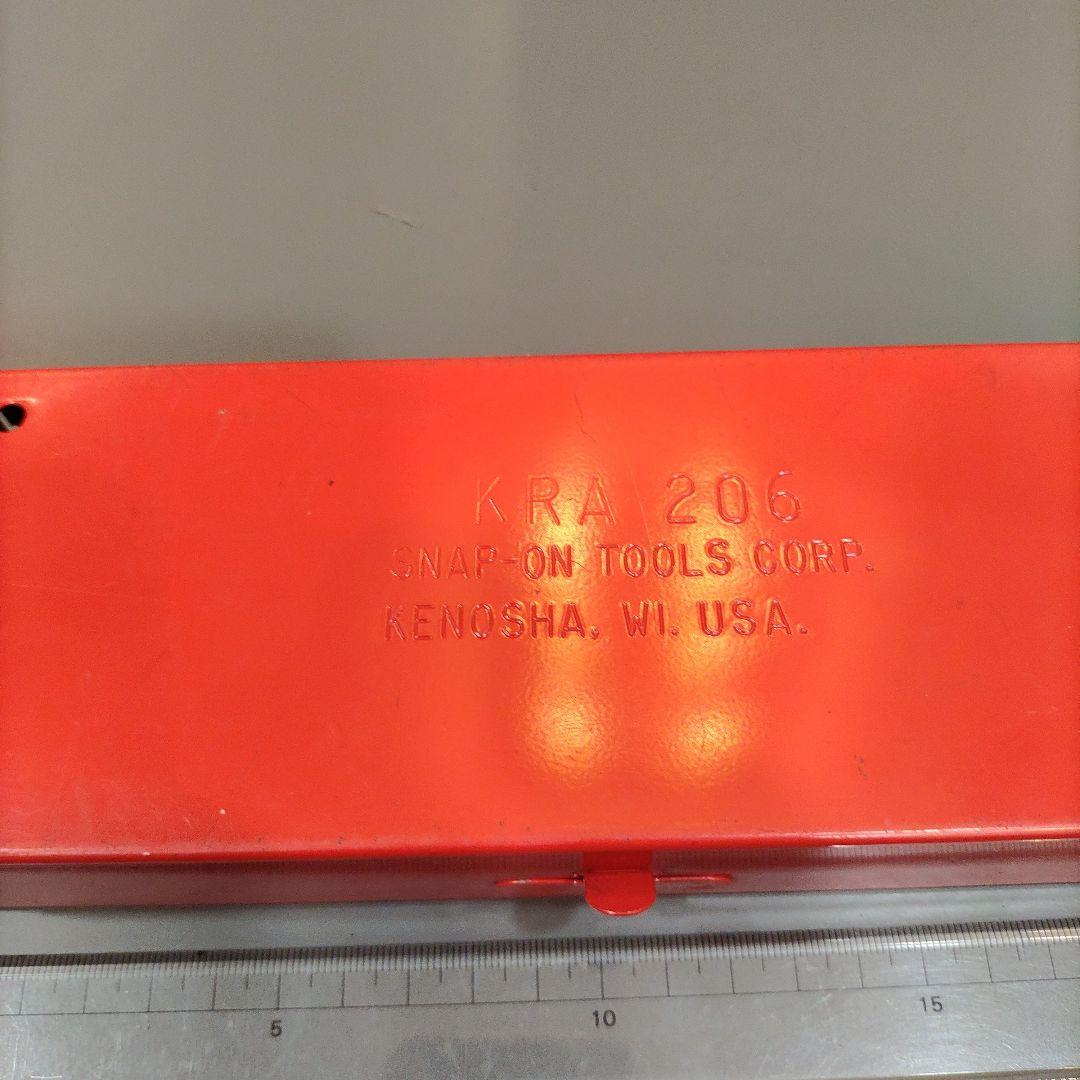 KRA 206
SNAP-ON TOOLS CORP.
KENOSHA, WI. USA.
5 10 15